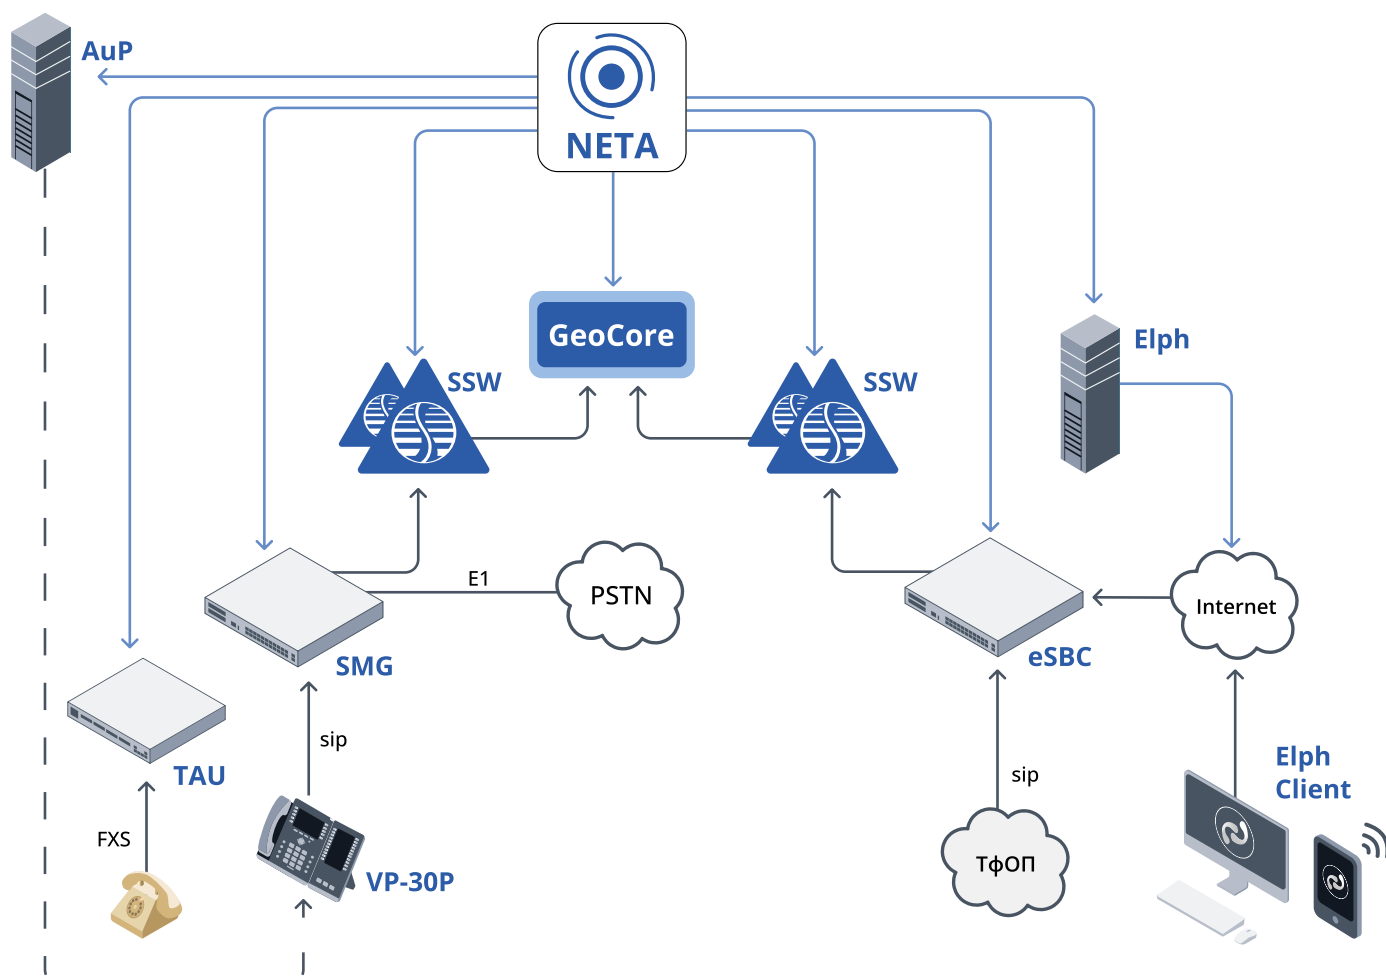 AuP
NETA
GeoCore
Elph
SSW
SSW
E1
PSTN
Internet
SMG
eSBC
sip
TAU
sip
Elph
Client
FXS
ТфОП
VP-30P